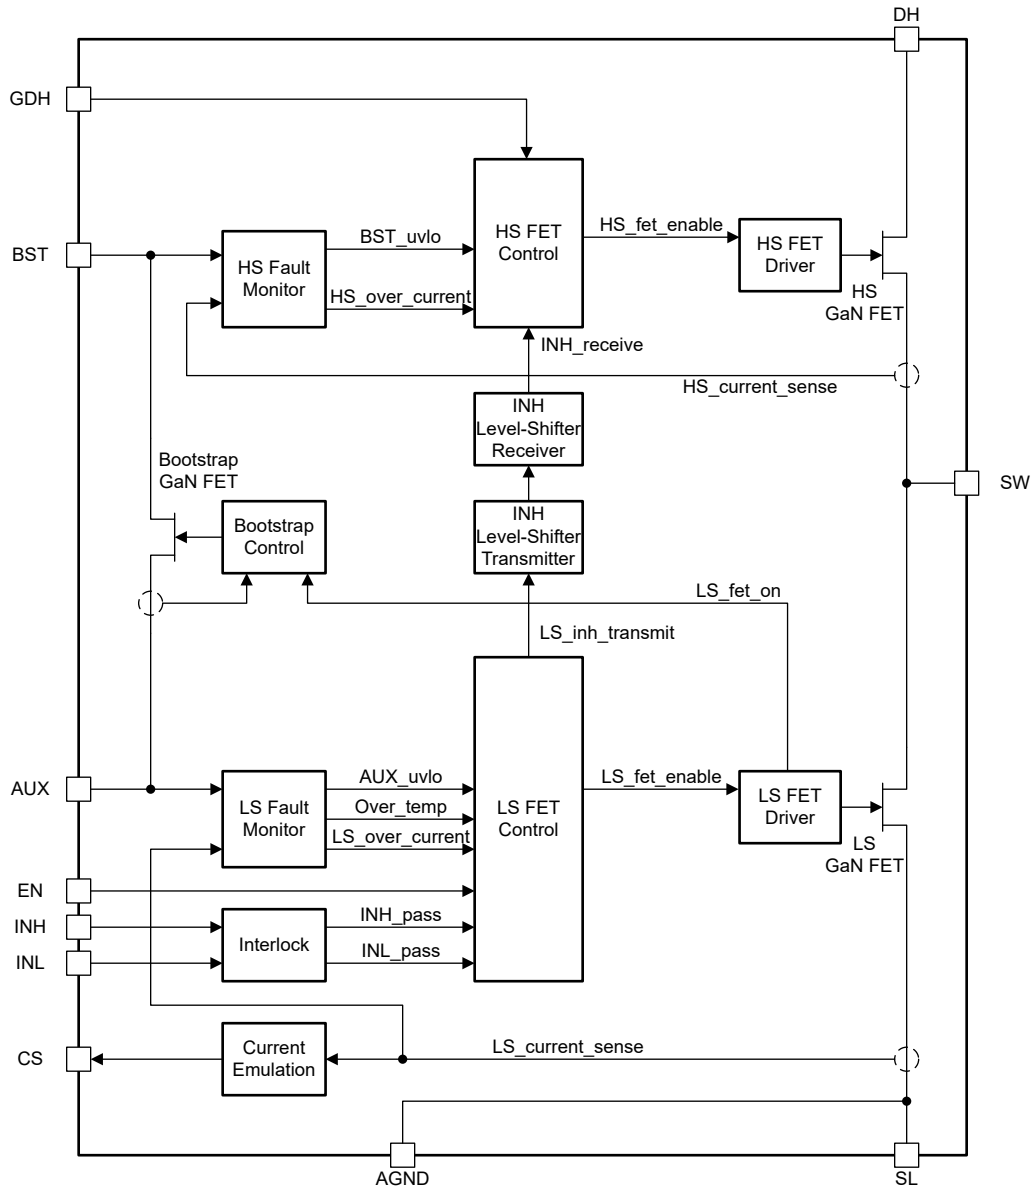 DH
GDH
BST
BST_uvlo
HS_fet_enable
HS FET
Control
HS FET
Driver
HS Fault
Monitor
HS_over_current
HS
GaN FET
INH_receive
HS_current_sense
INH
Level-Shifter
Receiver
Bootstrap
GaN FET
SW
INH
Level-Shifter
Transmitter
Bootstrap
Control
LS_fet_on
LS_inh_transmit
AUX
AUX_uvlo
LS_fet_enable
LS Fault
Monitor
Over_temp
LS_over_current
LS FET
Control
LS FET
Driver
LS
GaN FET
EN
INH
INH_pass
Interlock
INL
INL_pass
CS
Current
Emulation
LS_current_sense
AGND
SL